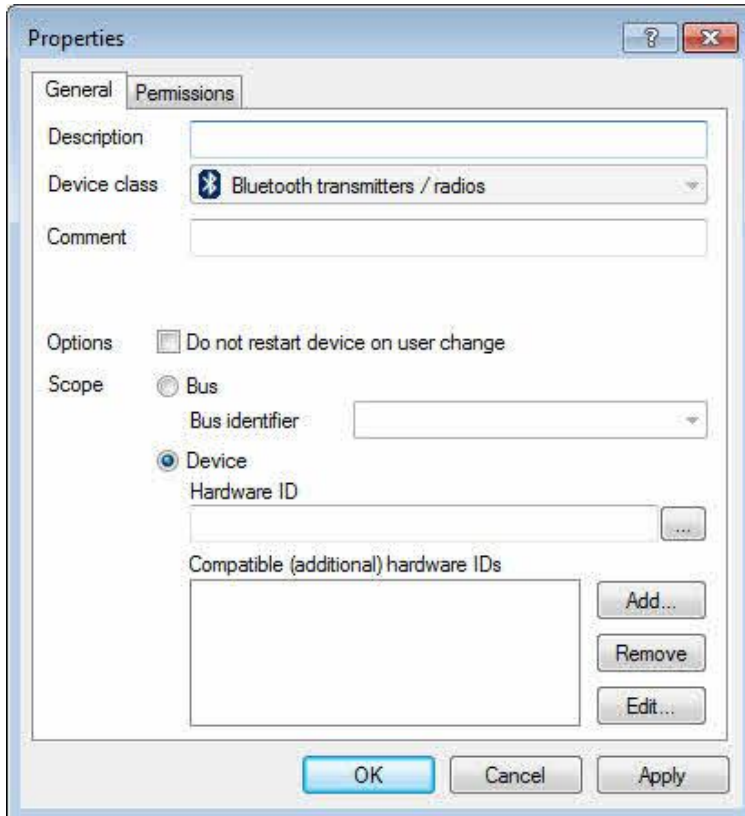 Properties
General Permissions
Description
Device class Bluetooth transmitters / radios
Comment
Options Do not restart device on user change
Scope Bus
Bus identifier
Device
Hardware ID
...
Compatible (additional) hardware IDs
Add...
Remove
Edit...
OK Cancel Apply